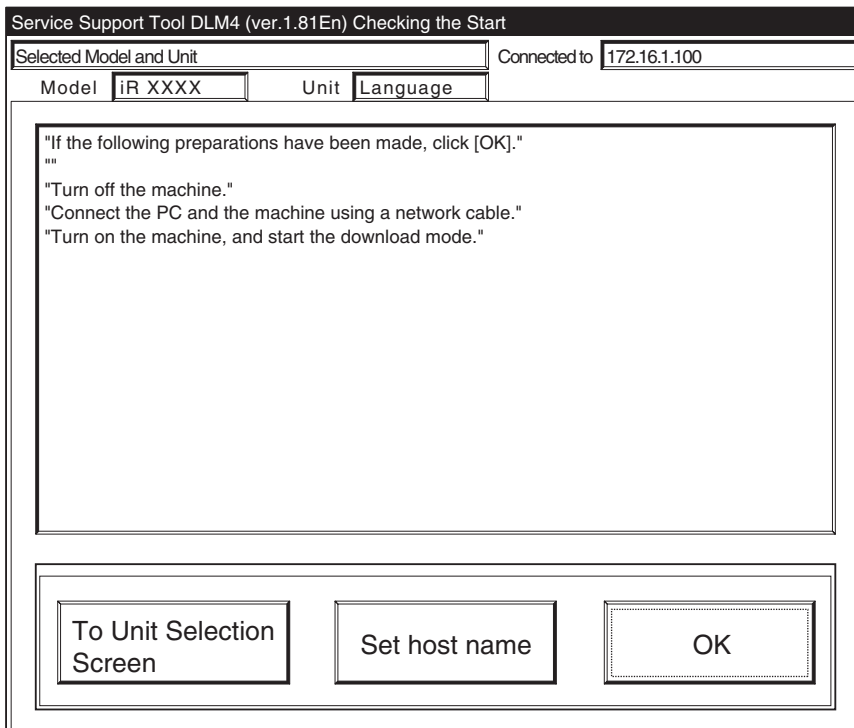 Service Support Tool DLM4 (ver.1.81En) Checking the Start
Selected Model and Unit
Connected to 172.16.1.100
Model iR XXXX Unit Language
"If the following preparations have been made, click [OK]."
""
"Turn off the machine."
"Connect the PC and the machine using a network cable."
"Turn on the machine, and start the download mode."
To Unit Selection
Screen
Set host name
OK